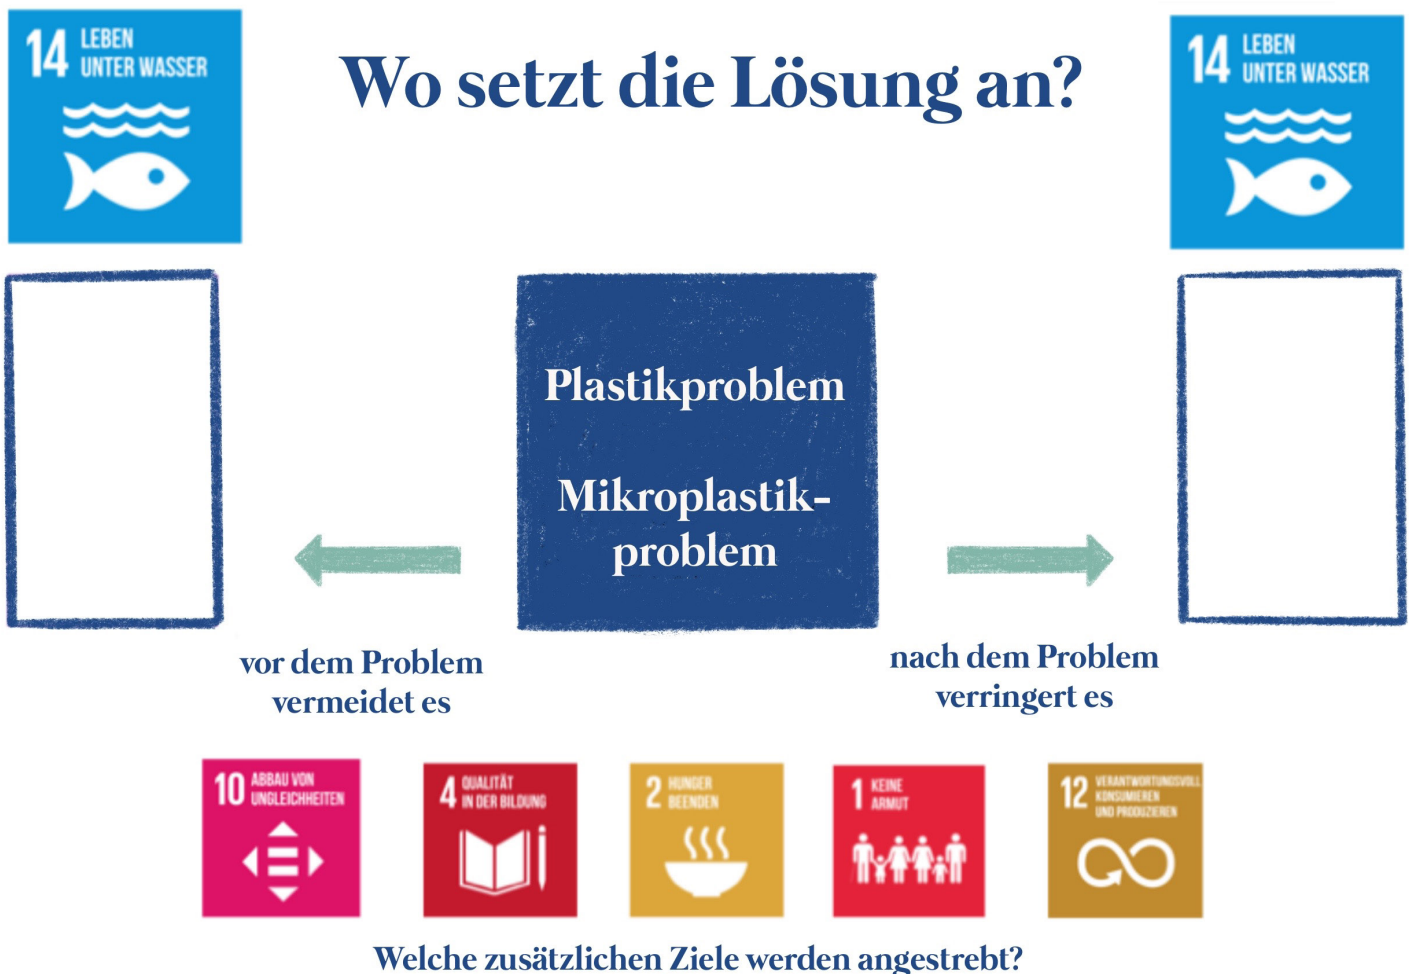 14 LEBEN
UNTER WASSER
Wo setzt die Lösung an?
14 LEBEN
UNTER WASSER
Plastikproblem
Mikroplastik-
problem
vor dem Problem
vermeidet es
nach dem Problem
verringert es
10 ABBAU VON
UNGLEICHHEITEN
4 QUALITÄT
IN DER BILDUNG
2 HUNGER
BEENDEN
1 KEINE
ARMUT
12 VERANTWORTUNGSVOLL
KONSUMIEREN
UND PRODUZIEREN
Welche zusätzlichen Ziele werden angestrebt?